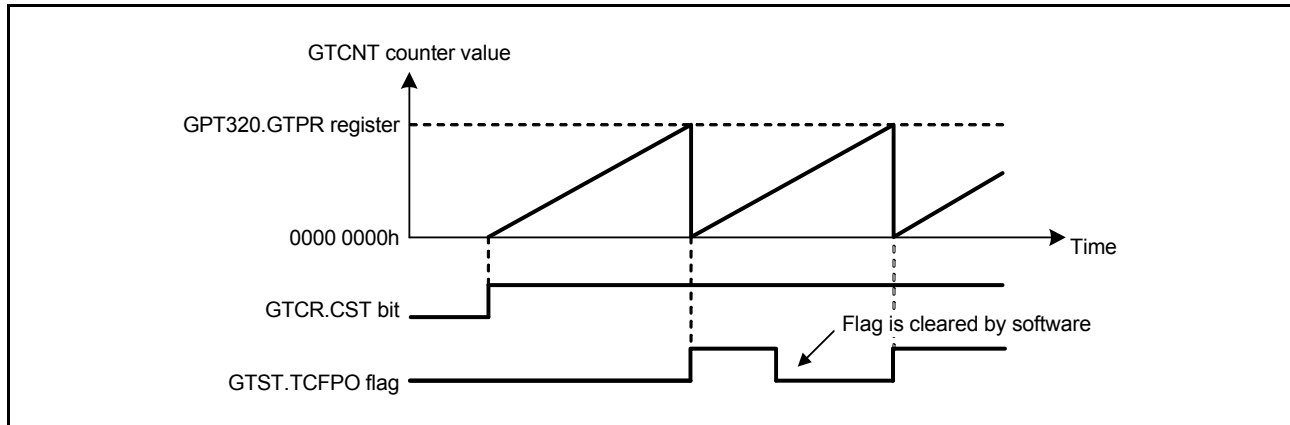 GTCNT counter value
GPT320.GTPR register
0000 0000h
Time
GTCR.CST bit
Flag is cleared by software
GTST.TCFPO flag